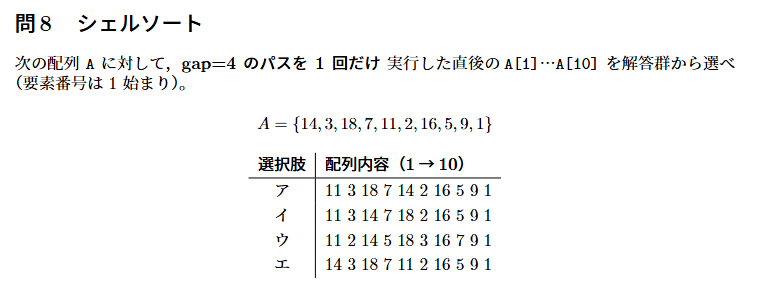 問8　シェルソート
次の配列 A に対して，gap=4 のパスを 1 回だけ 実行した直後の A[1]⋯A[10] を解答群から選べ
(要素番号は 1 始まり)。
A = {14, 3, 18, 7, 11, 2, 16, 5, 9, 1}
選択肢 配列内容（1 → 10）
ア 11 3 18 7 14 2 16 5 9 1
イ 11 3 14 7 18 2 16 5 9 1
ウ 11 2 14 5 18 3 16 7 9 1
エ 14 3 18 7 11 2 16 5 9 1